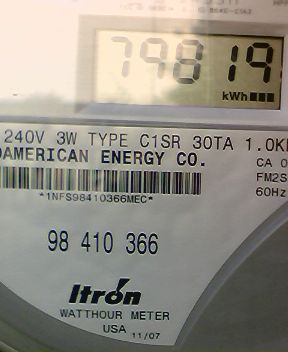 79819
kWh
240V 3W TYPE C1SR 30TA 1.0K
AMERICAN ENERGY CO.
CA 0
FM2S
60Hz
*1NFS98410366MEC*
98 410 366
Itron
WATTHOUR METER
USA 11/07